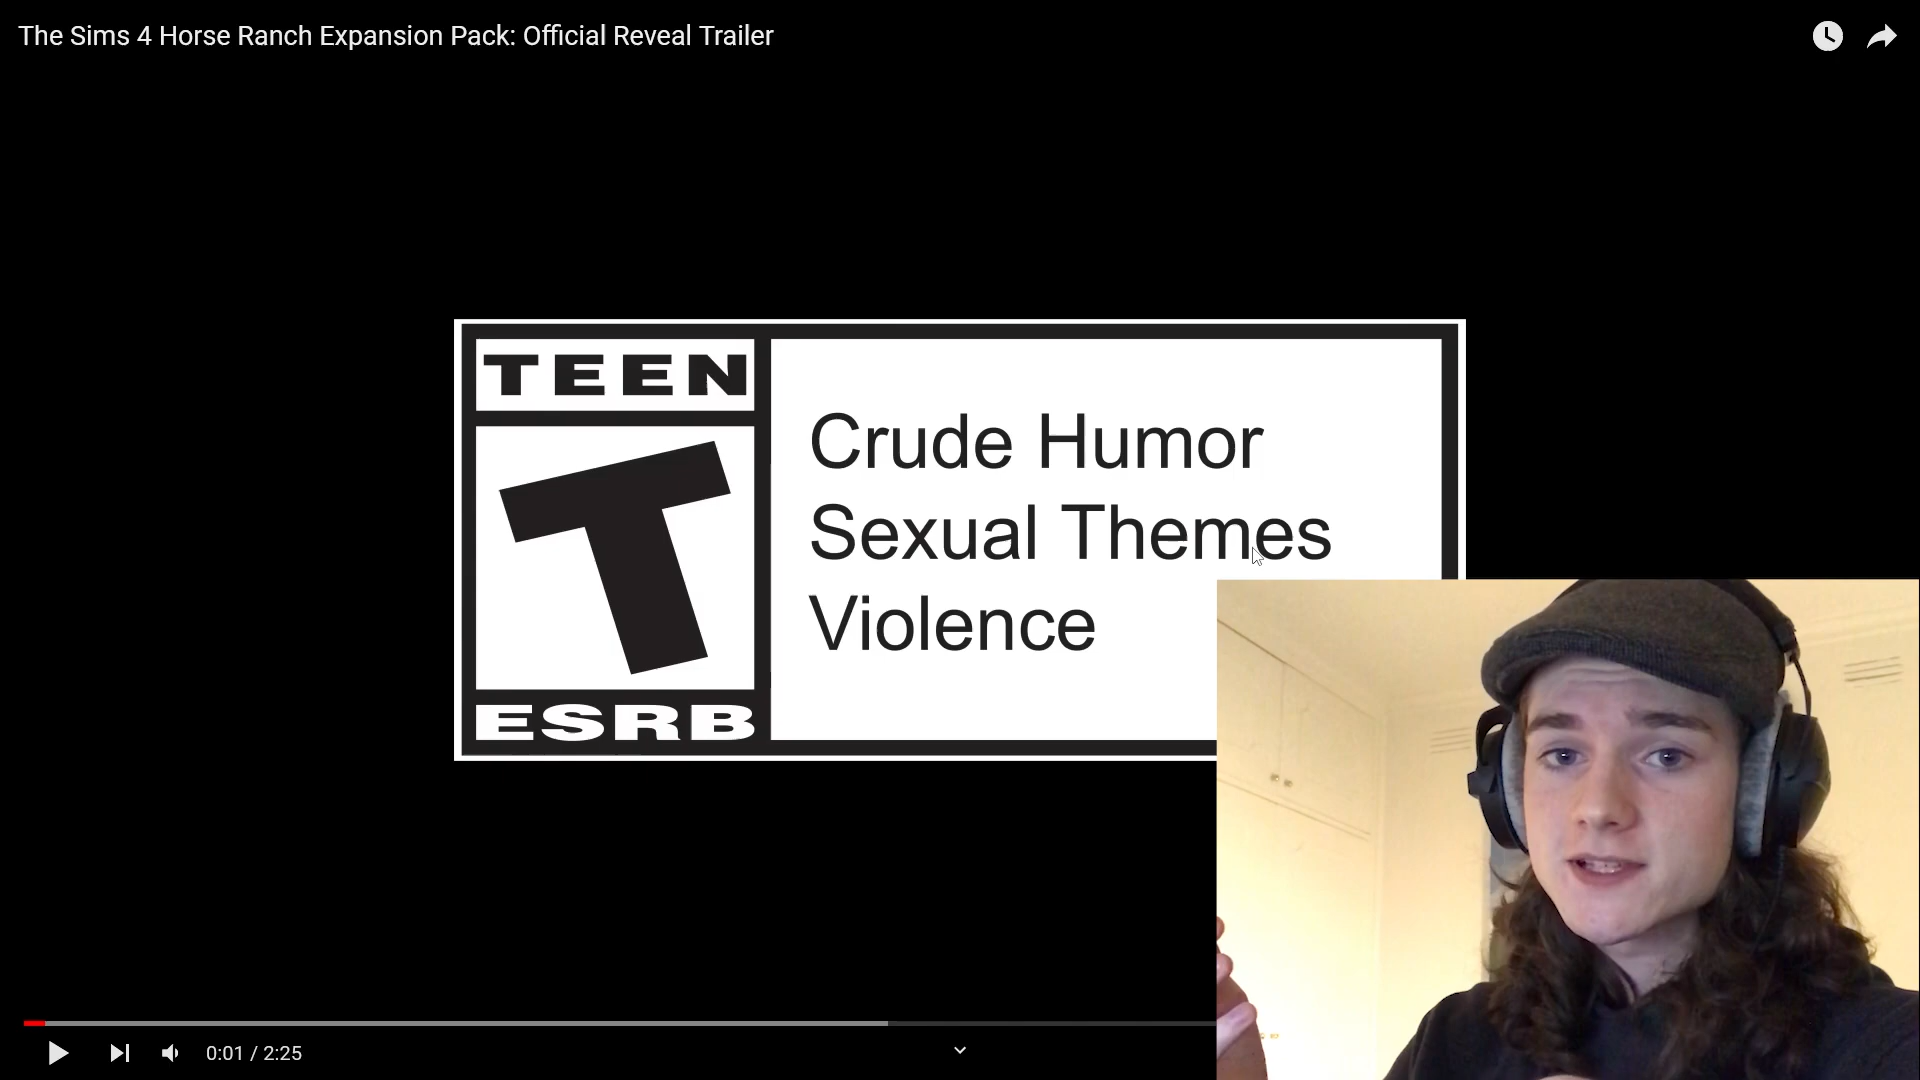 The Sims 4 Horse Ranch Expansion Pack: Official Reveal Trailer
TEEN
T
ESRB
Crude Humor
Sexual Themes
Violence
0:01 / 2:25